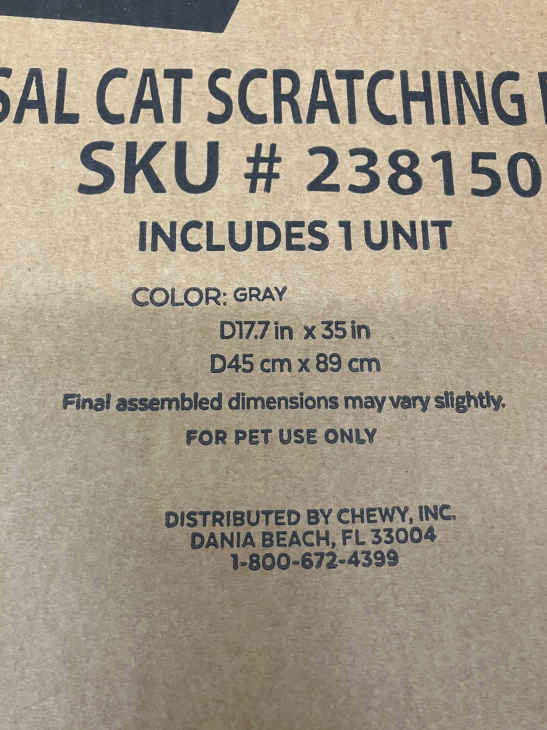 SAL CAT SCRATCHING
SKU # 238150
INCLUDES 1 UNIT
COLOR: GRAY
D17.7 in x 35 in
D45 cm x 89 cm
Final assembled dimensions may vary slightly.
FOR PET USE ONLY
DISTRIBUTED BY CHEWY, INC.
DANIA BEACH, FL 33004
1-800-672-4399